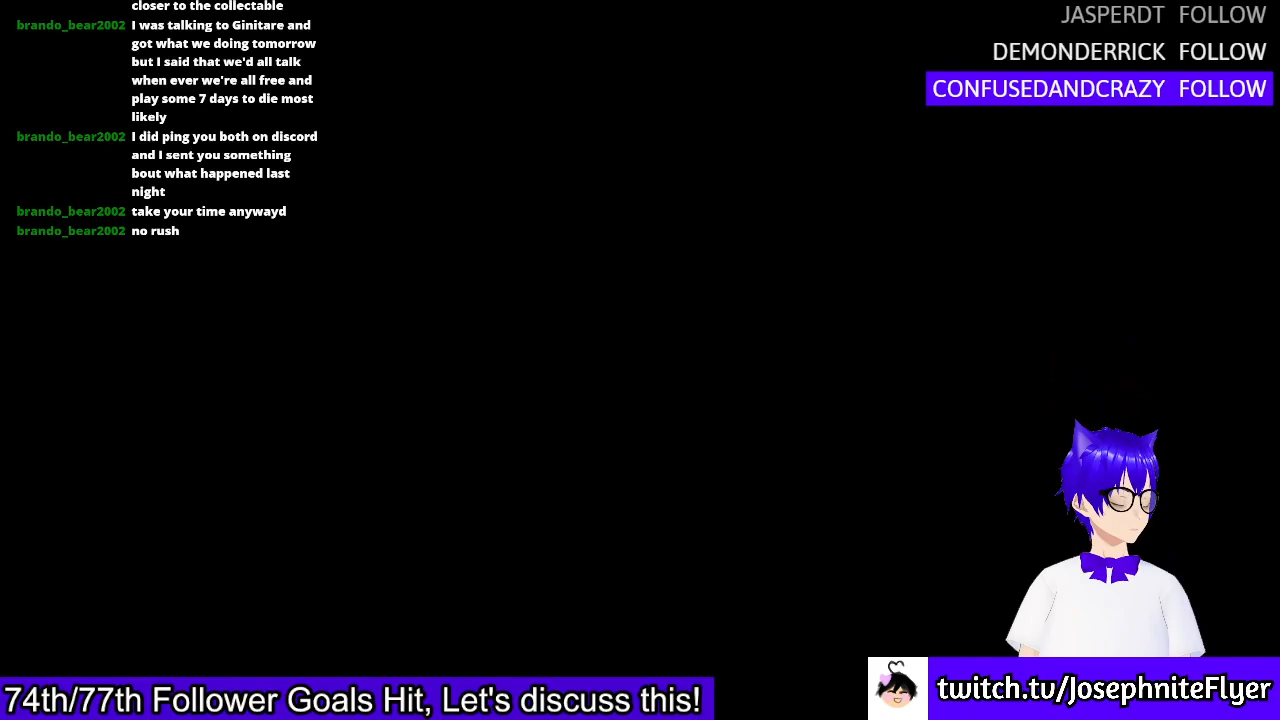 closer to the collectable
brando_bear2002 I was talking to Ginitare and
got what we doing tomorrow
but I said that we'd all talk
when ever we're all free and
play some 7 days to die most
likely
brando_bear2002 I did ping you both on discord
and I sent you something
bout what happened last
night
brando_bear2002 take your time anywayd
brando_bear2002 no rush
JASPERDT FOLLOW
DEMONDERRICK FOLLOW
CONFUSEDANDCRAZY FOLLOW
74th/77th Follower Goals Hit, Let's discuss this!
twitch.tv/JosephniteFlyer